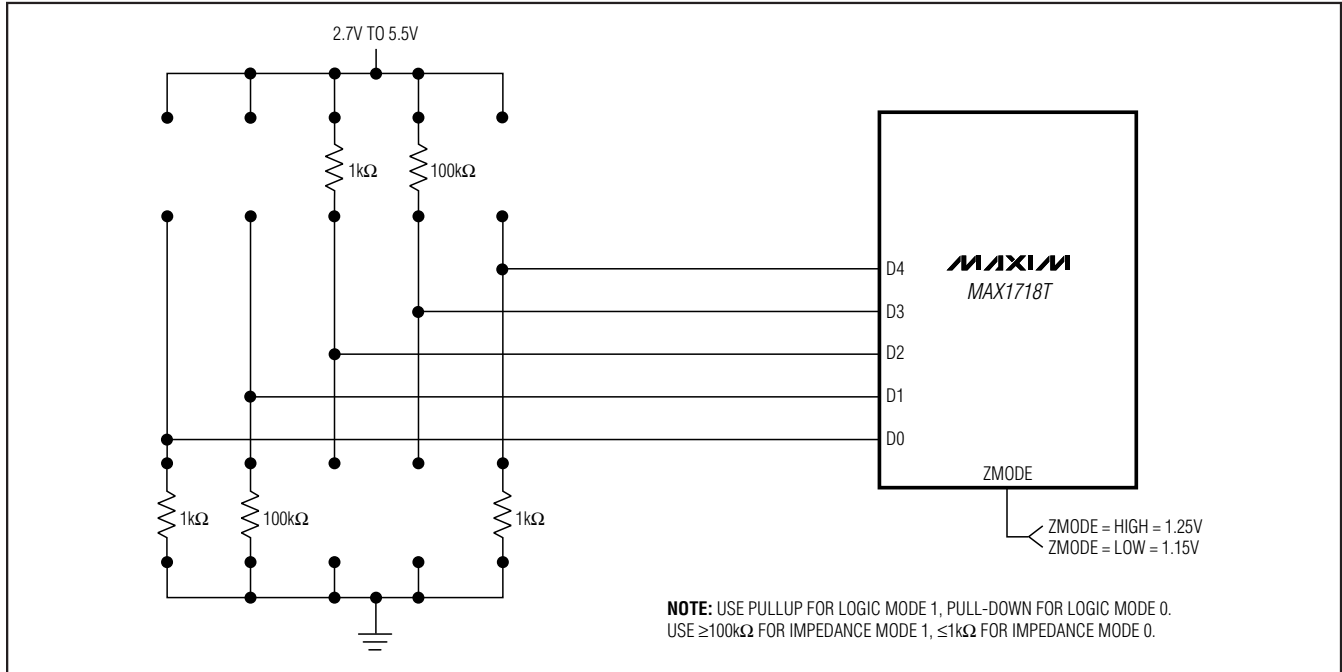 2.7V TO 5.5V
1kΩ
100kΩ
D4
MAXIM
MAX1718T
D3
D2
D1
D0
ZMODE
1kΩ
100kΩ
1kΩ
ZMODE = HIGH = 1.25V
ZMODE = LOW = 1.15V
NOTE: USE PULLUP FOR LOGIC MODE 1, PULL-DOWN FOR LOGIC MODE 0.
USE ≥100kΩ FOR IMPEDANCE MODE 1, ≤1kΩ FOR IMPEDANCE MODE 0.